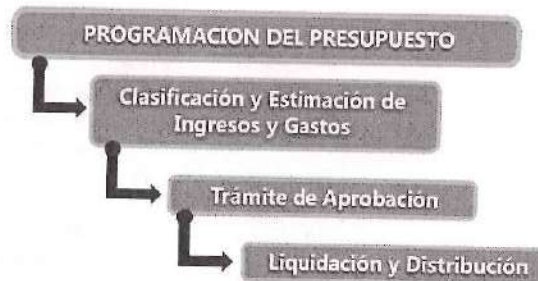 PROGRAMACION DEL PRESUPUESTO
Clasificación y Estimación de
Ingresos y Gastos
Trámite de Aprobación
Liquidación y Distribución